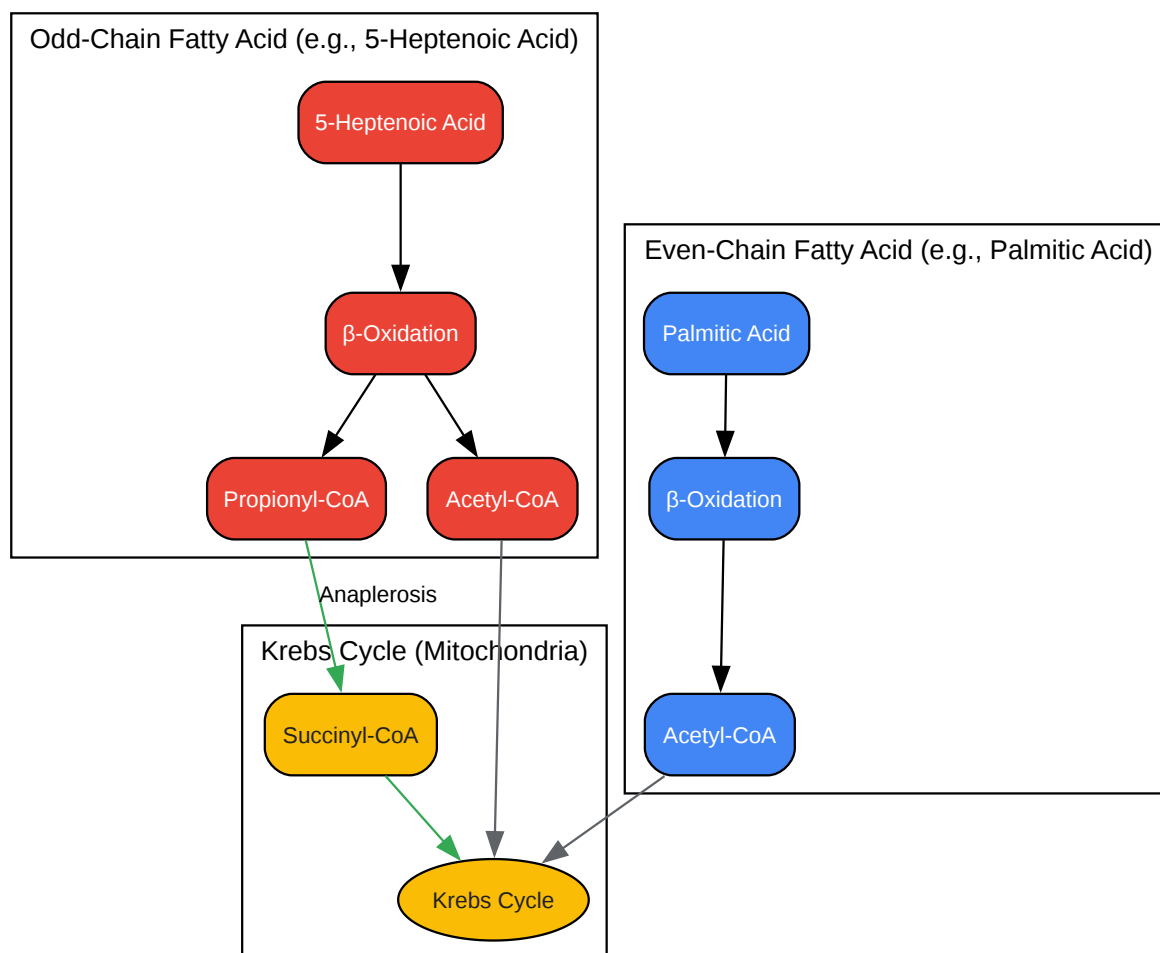 Odd-Chain Fatty Acid (e.g., 5-Heptenoic Acid)
5-Heptenoic Acid
β-Oxidation
Propionyl-CoA
Acetyl-CoA
Anaplerosis
Even-Chain Fatty Acid (e.g., Palmitic Acid)
Palmitic Acid
β-Oxidation
Acetyl-CoA
Krebs Cycle (Mitochondria)
Succinyl-CoA
Krebs Cycle